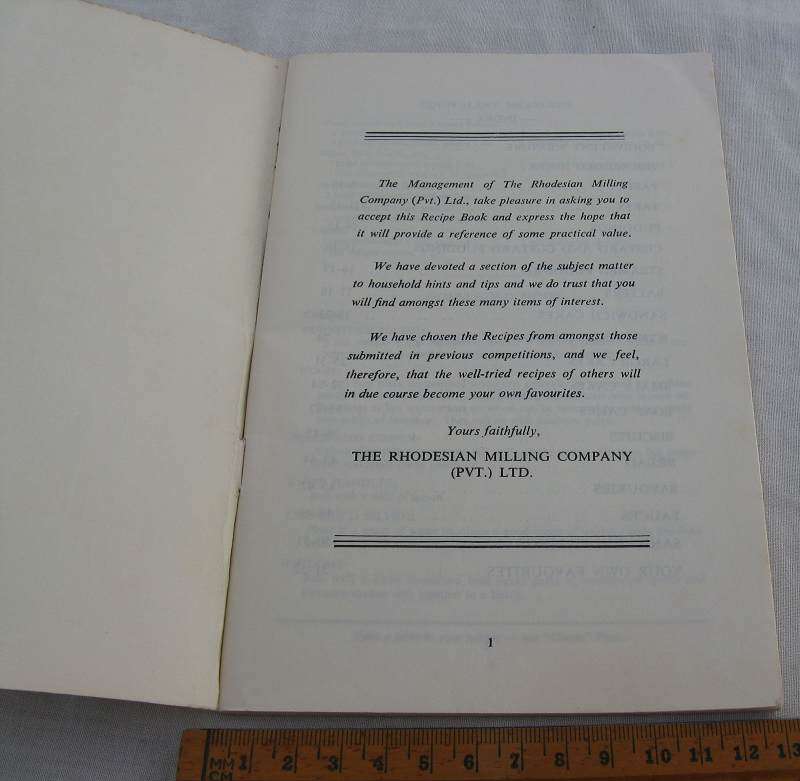 The Management of The Rhodesian Milling
Company (Pvt.) Ltd., take pleasure in asking you to
accept this Recipe Book and express the hope that
it will provide a reference of some practical value.
We have devoted a section of the subject matter
to household hints and tips and we do trust that you
will find amongst these many items of interest.
We have chosen the Recipes from amongst those
submitted in previous competitions, and we feel,
therefore, that the well-tried recipes of others will
in due course become your own favourites.
Yours faithfully,
THE RHODESIAN MILLING COMPANY
(PVT.) LTD.
1
MM 1 2 3 4 5 6 7 8 9 10 11 12 13
CM